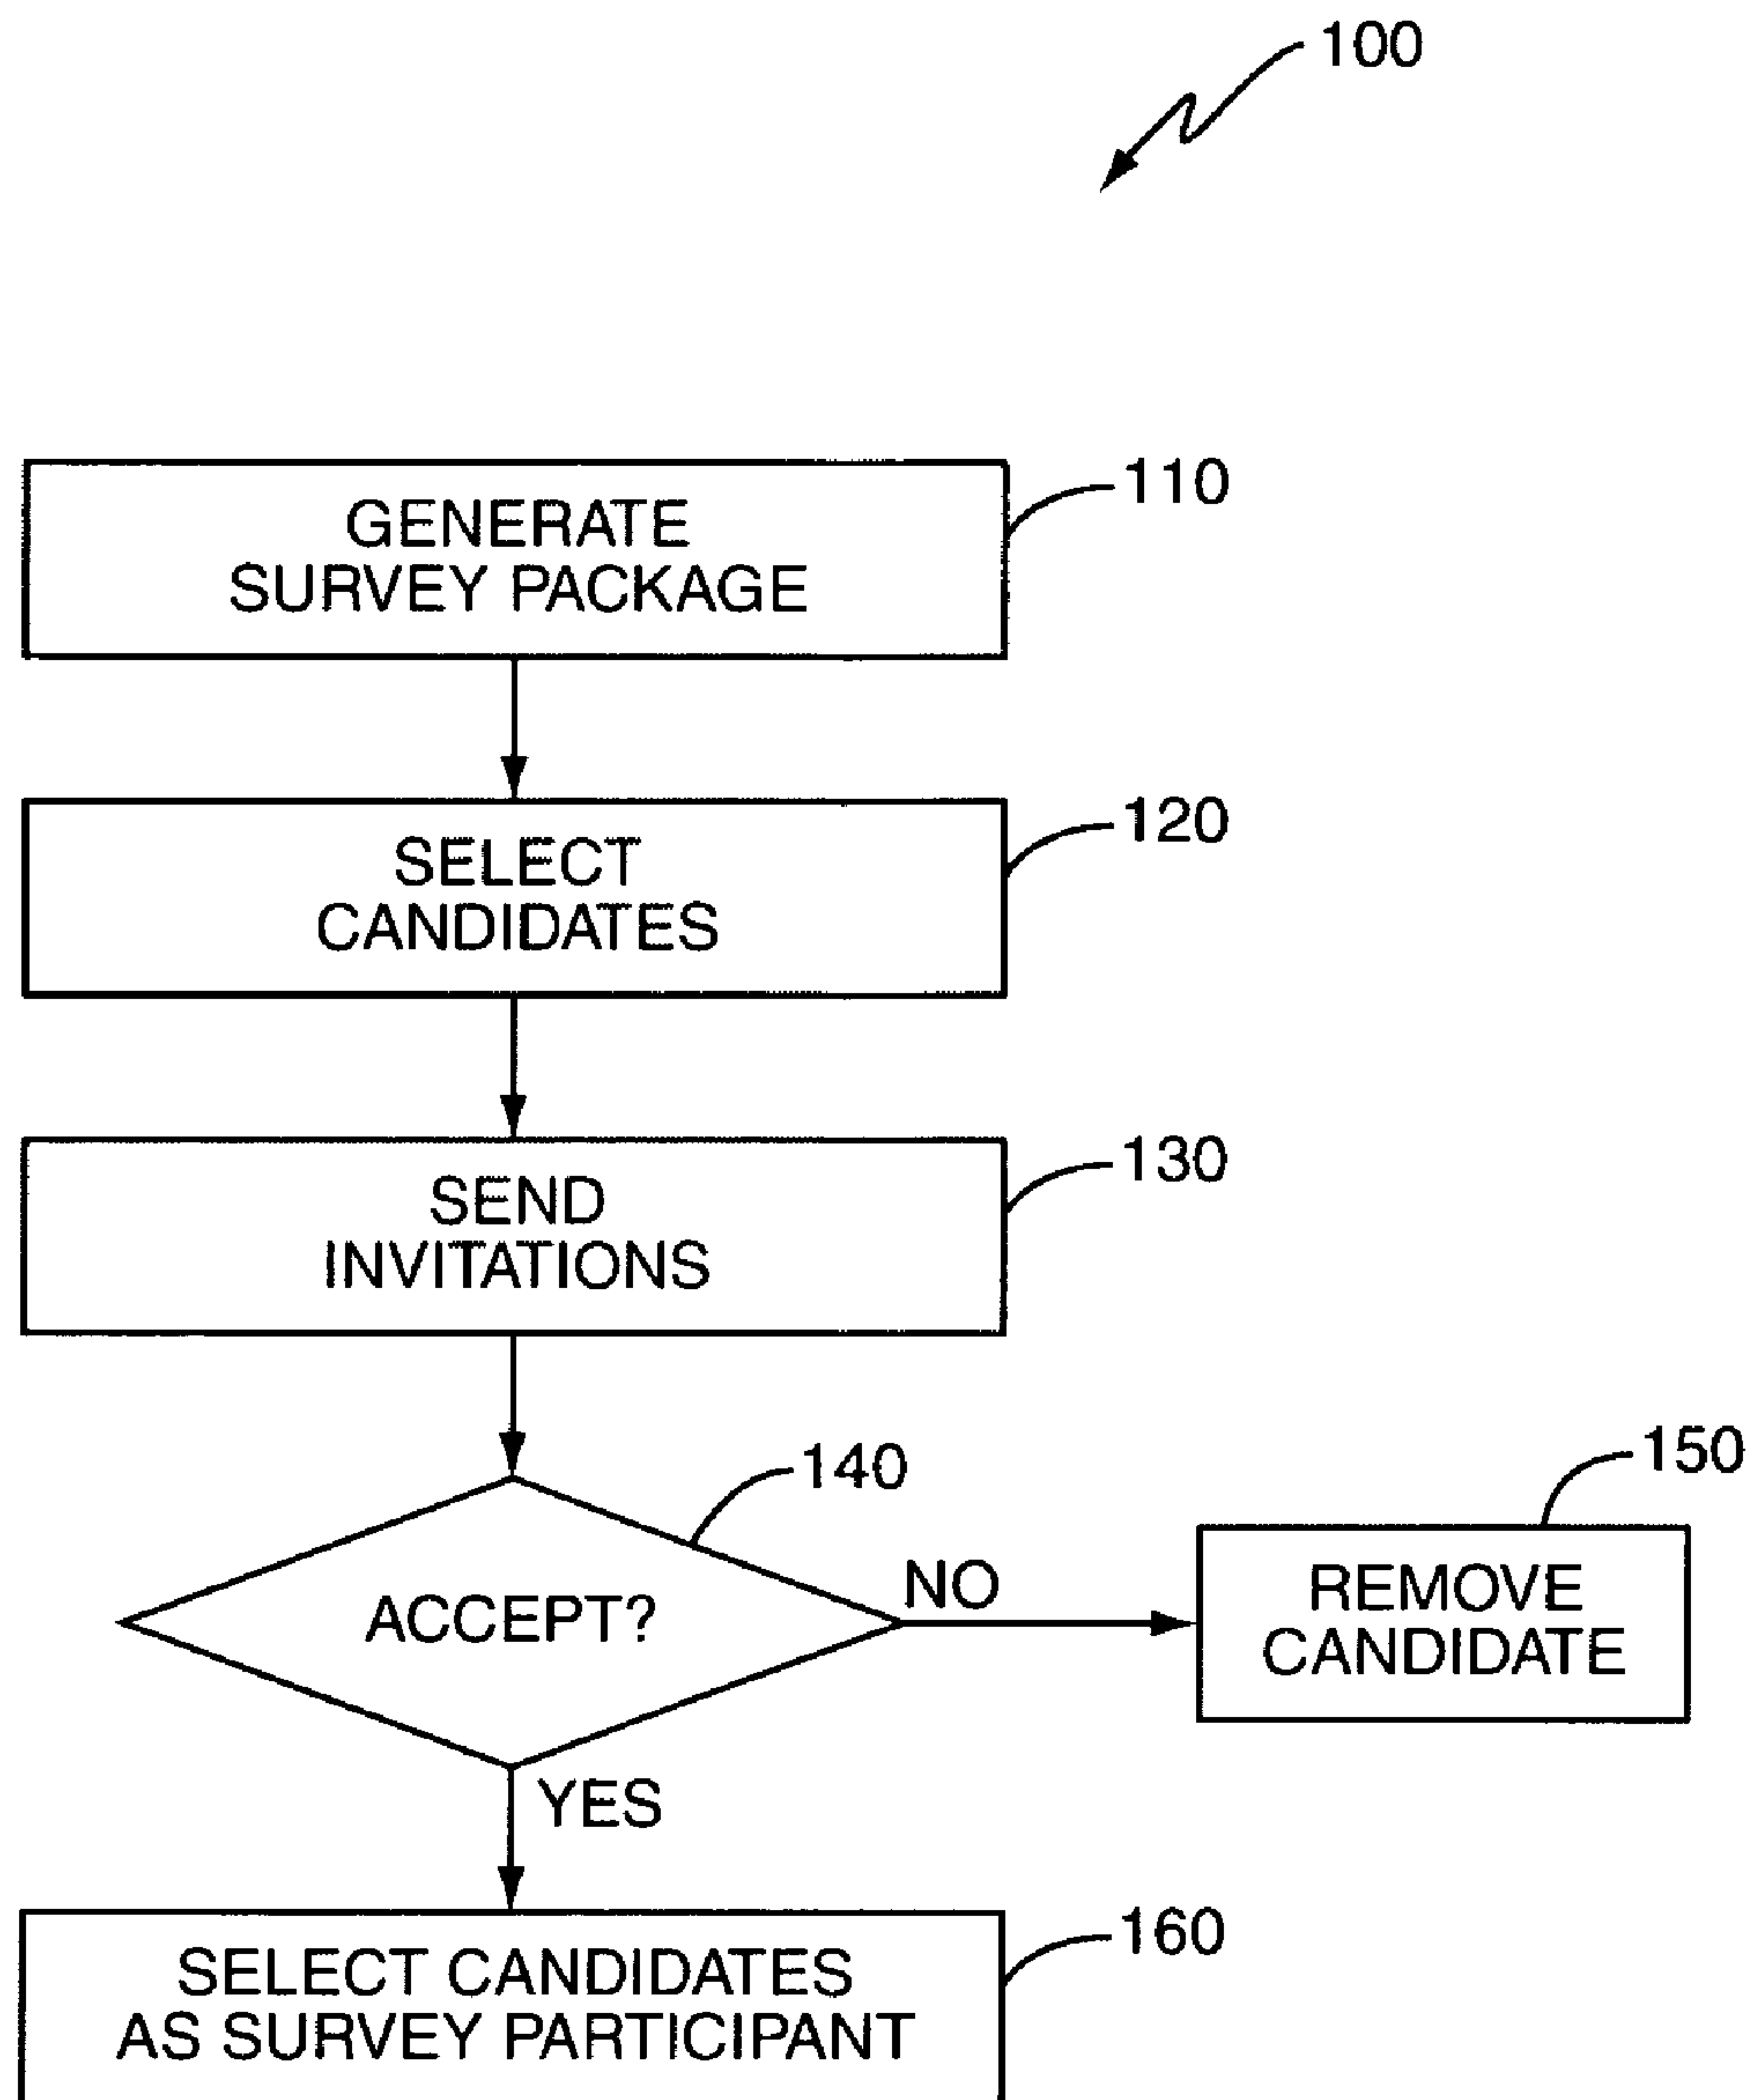 100
GENERATE
SURVEY PACKAGE
110
SELECT
CANDIDATES
120
SEND
INVITATIONS
130
140
ACCEPT?
NO
150
REMOVE
CANDIDATE
YES
SELECT CANDIDATES
AS SURVEY PARTICIPANT
160